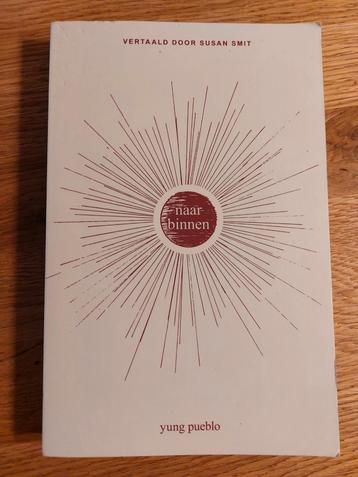 VERTAALD DOOR SUSAN SMIT
naar
binnen
yung pueblo